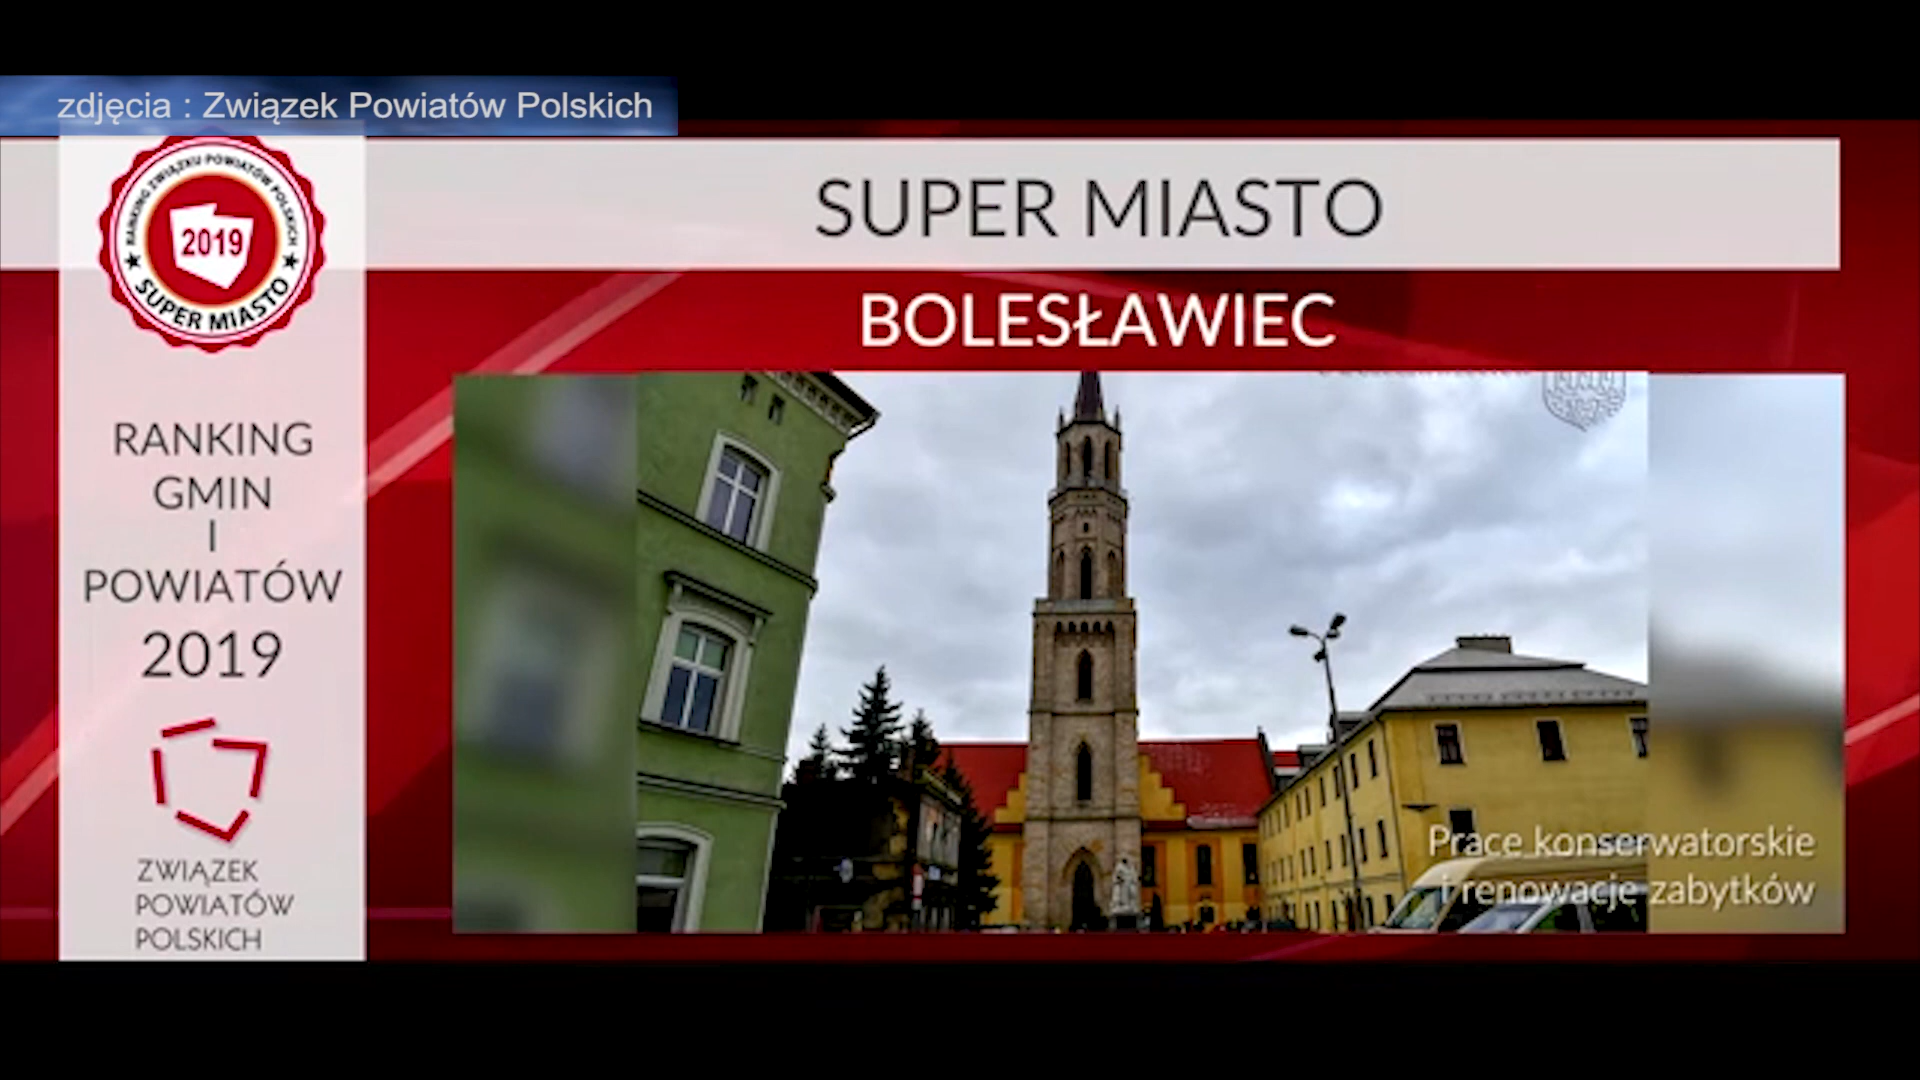 zdjęcia : Związek Powiatów Polskich
RANKING ZWIĄZKU POWIATÓW POLSKICH
2019
SUPER MIASTO
SUPER MIASTO
BOLESŁAWIEC
RANKING
GMIN
I
POWIATÓW
2019
ZWIĄZEK
POWIATÓW
POLSKICH
Prace konserwatorskie
i renowacje zabytków